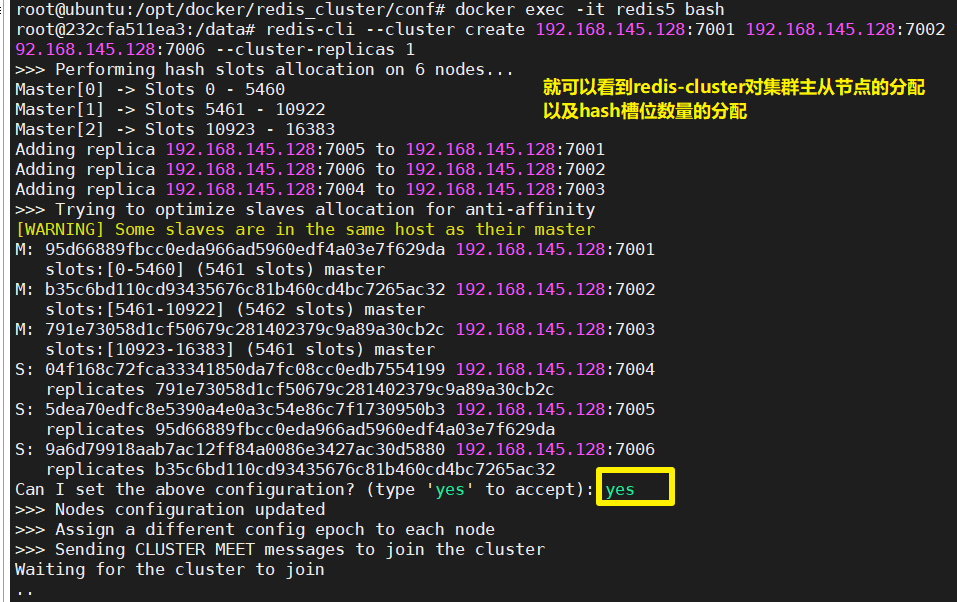 root@ubuntu:/opt/docker/redis_cluster/conf# docker exec -it redis5 bash
root@232cfa511ea3:/data# redis-cli --cluster create 192.168.145.128:7001 192.168.145.128:7002
92.168.145.128:7006 --cluster-replicas 1
>>> Performing hash slots allocation on 6 nodes...
Master[0] -> Slots 0 - 5460
Master[1] -> Slots 5461 - 10922
Master[2] -> Slots 10923 - 16383
就可以看到redis-cluster对集群主从节点的分配
以及hash槽位数量的分配
Adding replica 192.168.145.128:7005 to 192.168.145.128:7001
Adding replica 192.168.145.128:7006 to 192.168.145.128:7002
Adding replica 192.168.145.128:7004 to 192.168.145.128:7003
>>> Trying to optimize slaves allocation for anti-affinity
[WARNING] Some slaves are in the same host as their master
M: 95d66889fbcc0eda966ad5960edf4a03e7f629da 192.168.145.128:7001
slots:[0-5460] (5461 slots) master
M: b35c6bd110cd93435676c81b460cd4bc7265ac32 192.168.145.128:7002
slots:[5461-10922] (5462 slots) master
M: 791e73058d1cf50679c281402379c9a89a30cb2c 192.168.145.128:7003
slots:[10923-16383] (5461 slots) master
S: 04f168c72fca33341850da7fc08cc0edb7554199 192.168.145.128:7004
replicates 791e73058d1cf50679c281402379c9a89a30cb2c
S: 5dea70edfc8e5390a4e0a3c54e86c7f1730950b3 192.168.145.128:7005
replicates 95d66889fbcc0eda966ad5960edf4a03e7f629da
S: 9a6d79918aab7ac12ff84a0086e3427ac30d5880 192.168.145.128:7006
replicates b35c6bd110cd93435676c81b460cd4bc7265ac32
Can I set the above configuration? (type 'yes' to accept): yes
>>> Nodes configuration updated
>>> Assign a different config epoch to each node
>>> Sending CLUSTER MEET messages to join the cluster
Waiting for the cluster to join
..